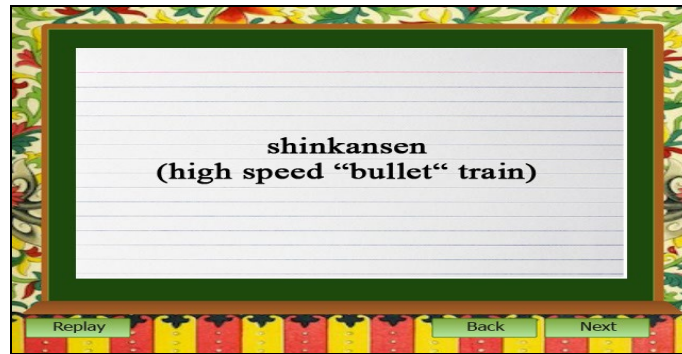 shinkansen
(high speed “bullet“ train)
Replay
Back
Next